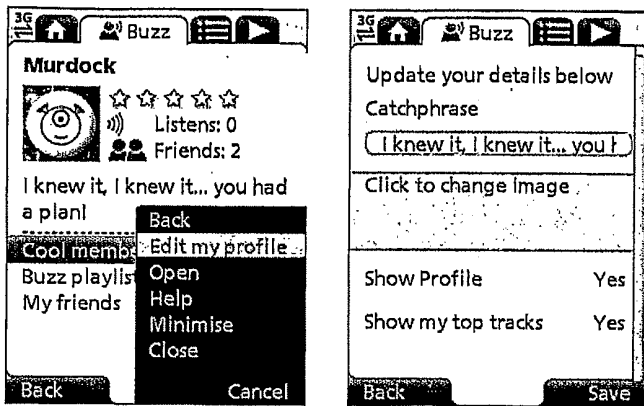 3G
Buzz
Murdock
Listens: 0
Friends: 2
I knew it, I knew it... you had
a plan!
Cool memb
Buzz playlist
My friends
Back
Edit my profile
Open
Help
Minimise
Close
Back
Cancel
3G
Buzz
Update your details below
Catchphrase
I knew it, I knew it... you
Click to change image
Show Profile Yes
Show my top tracks Yes
Back
Save